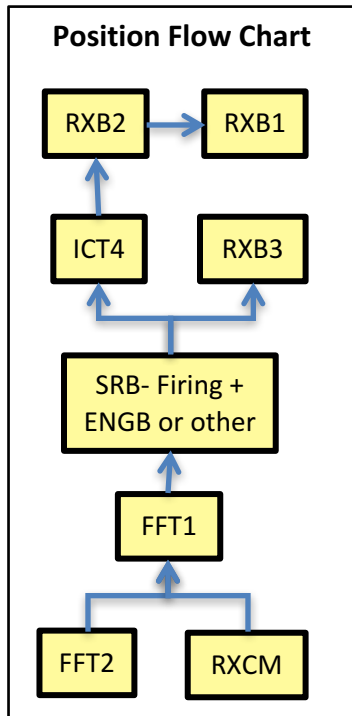 Position Flow Chart
RXB2
RXB1
ICT4
RXB3
SRB- Firing +
ENGB or other
FFT1
FFT2
RXCM